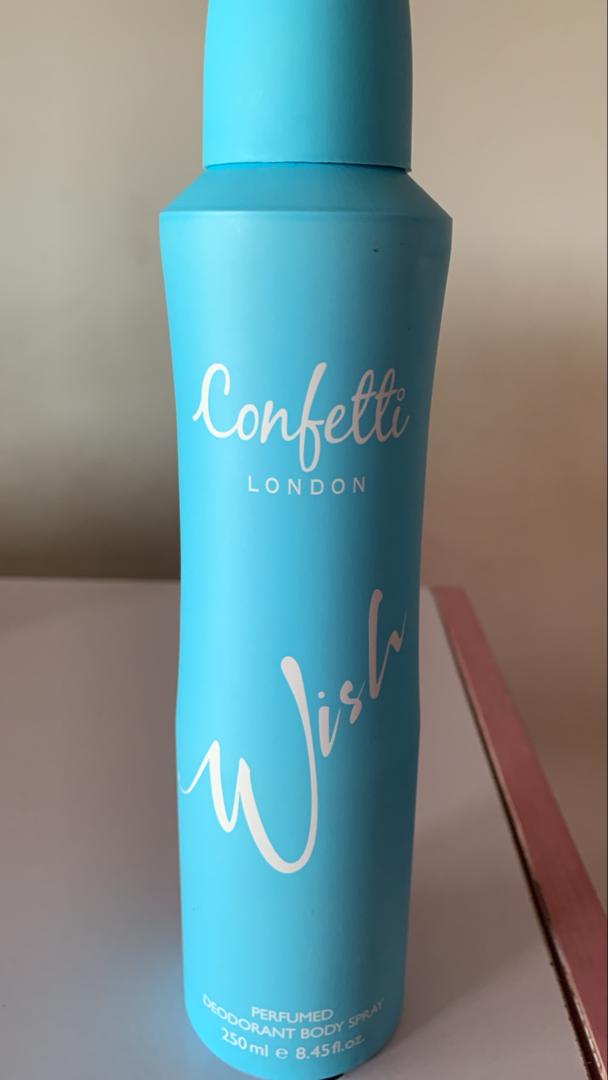 Confetti
LONDON
Wish
PERFUMED
DEODORANT BODY SPRAY
250 ml e 8.45 fl.oz.